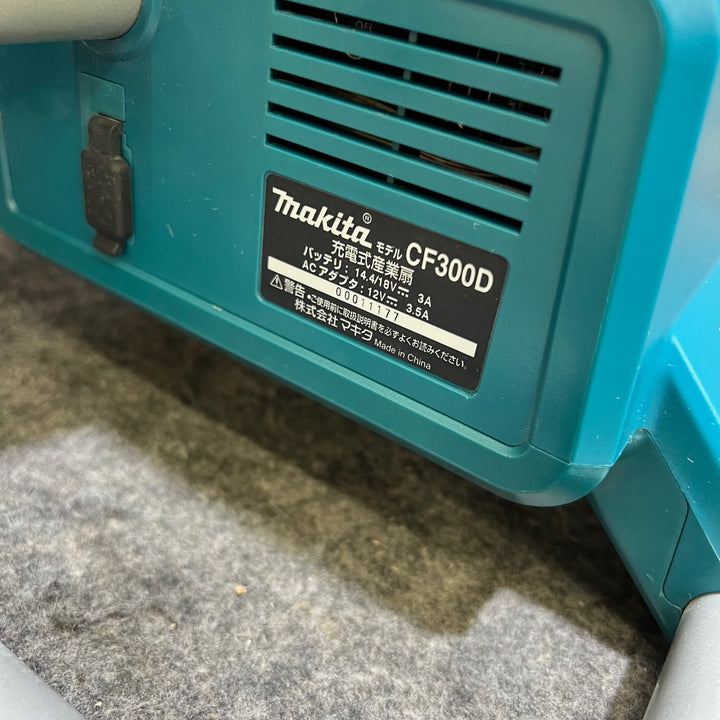 makita® モデル CF300D
充電式産業扇
バッテリ : 14.4/18V⎓ 3A
ACアダプタ : 12V⎓ 3.5A
00011177
⚠警告 •ご使用前に取扱説明書を必ずよくお読みください。
株式会社マキタ Made in China